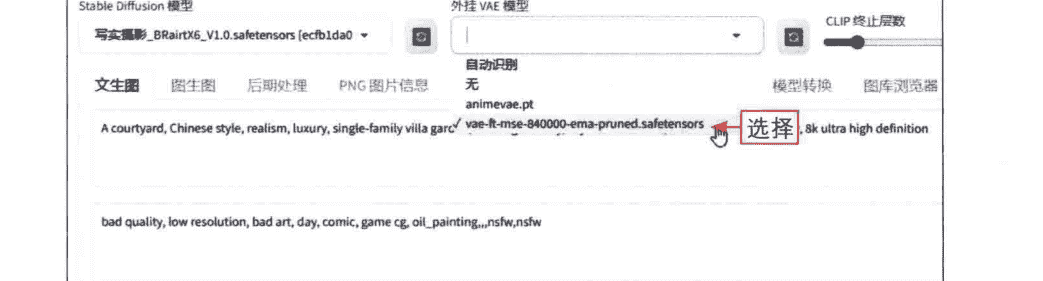 Stable Diffusion 模型
外挂 VAE 模型
CLIP 终止层数
写实摄影_BRairtX6_V1.0.safetensors [ecfb1da0
自动识别
无
animevae.pt
✓ vae-ft-mse-840000-ema-pruned.safetensors
选择
文生图 图生图 后期处理 PNG 图片信息 模型转换 图库浏览器
A courtyard, Chinese style, realism, luxury, single-family villa gard
, 8k ultra high definition
bad quality, low resolution, bad art, day, comic, game cg, oil_painting,,,nsfw,nsfw